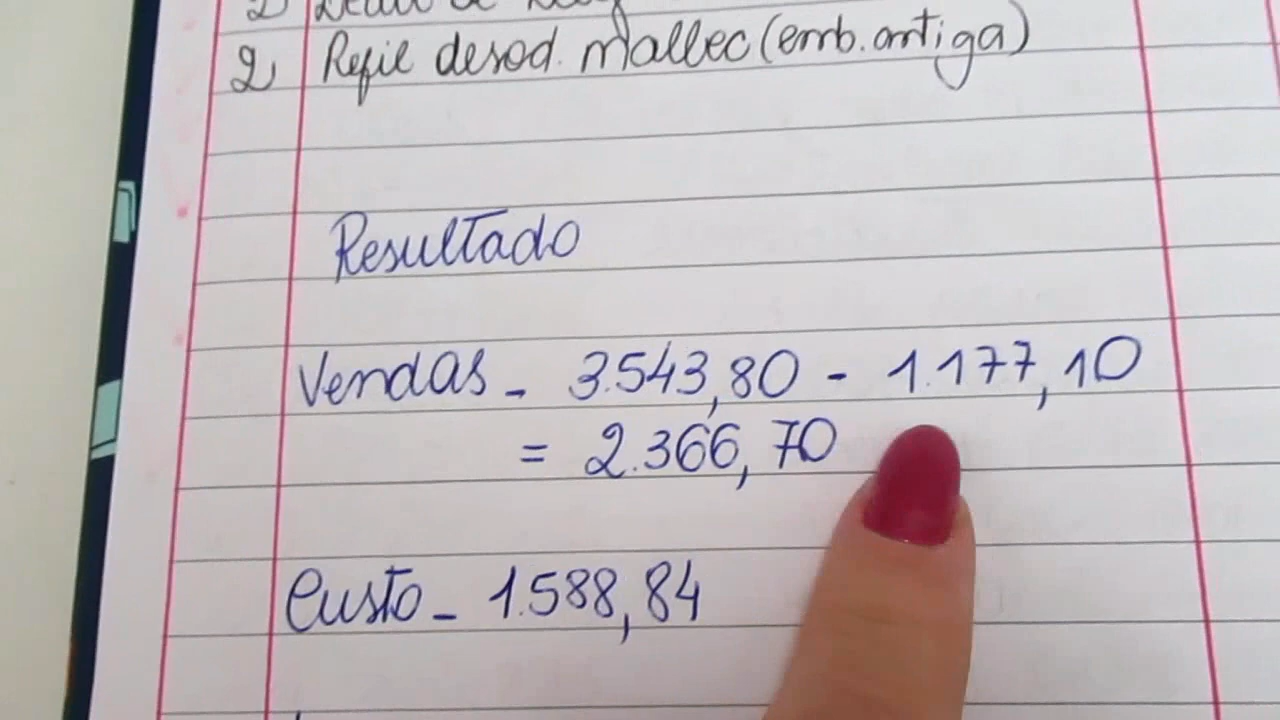 2 Refil desod. mallec (emb. antiga)
Resultado
Vendas - 3.543,80 - 1.177,10
= 2.366,70
Custo - 1.588,84